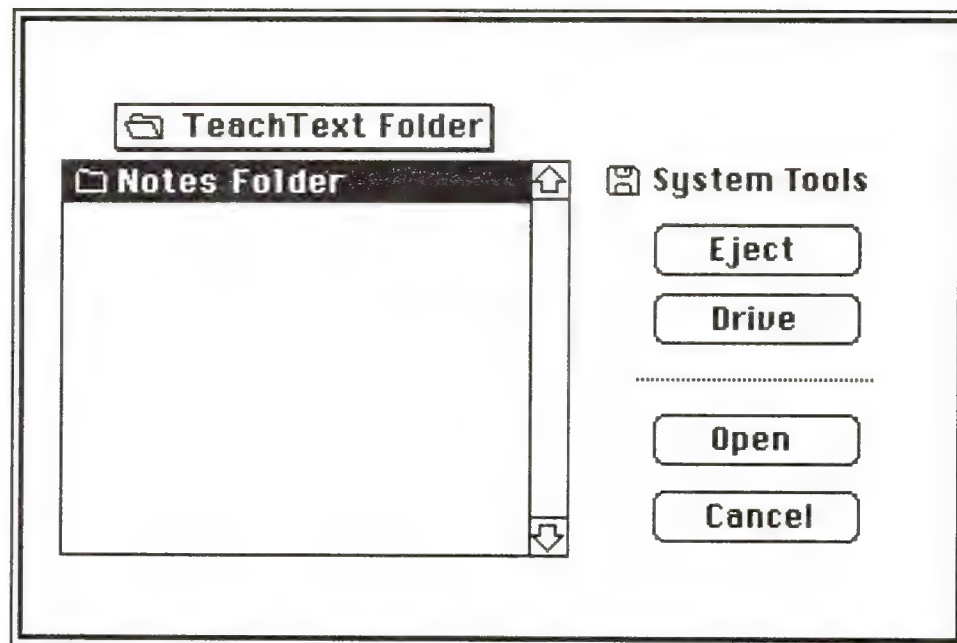 TeachText Folder
Notes Folder
System Tools
Eject
Drive
Open
Cancel